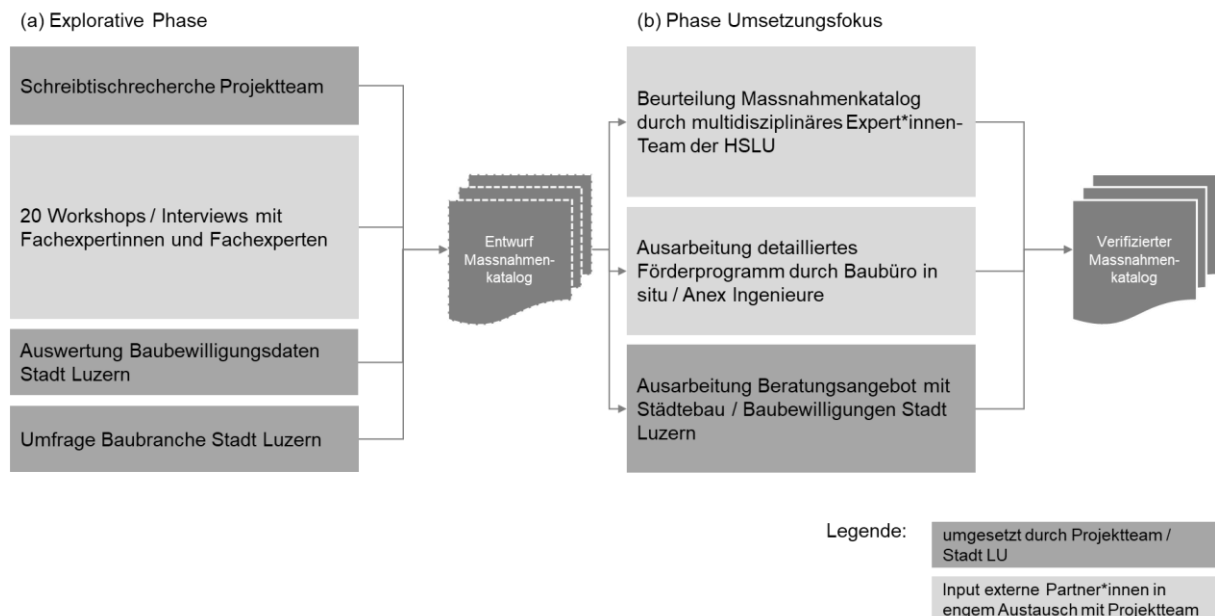 (a) Explorative Phase
Schreibtischrecherche Projektteam
20 Workshops / Interviews mit
Fachexpertinnen und Fachexperten
Auswertung Baubewilligungsdaten
Stadt Luzern
Umfrage Baubranche Stadt Luzern
Entwurf
Massnahmen-
katalog
(b) Phase Umsetzungsfokus
Beurteilung Massnahmenkatalog
durch multidisziplinäres Expert*innen-
Team der HSLU
Ausarbeitung detailliertes
Förderprogramm durch Baubüro in
situ / Anex Ingenieure
Ausarbeitung Beratungsangebot mit
Städtebau / Baubewilligungen Stadt
Luzern
Verifizierter
Massnahmen-
katalog
Legende:
umgesetzt durch Projektteam /
Stadt LU
Input externe Partner*innen in
engem Austausch mit Projektteam